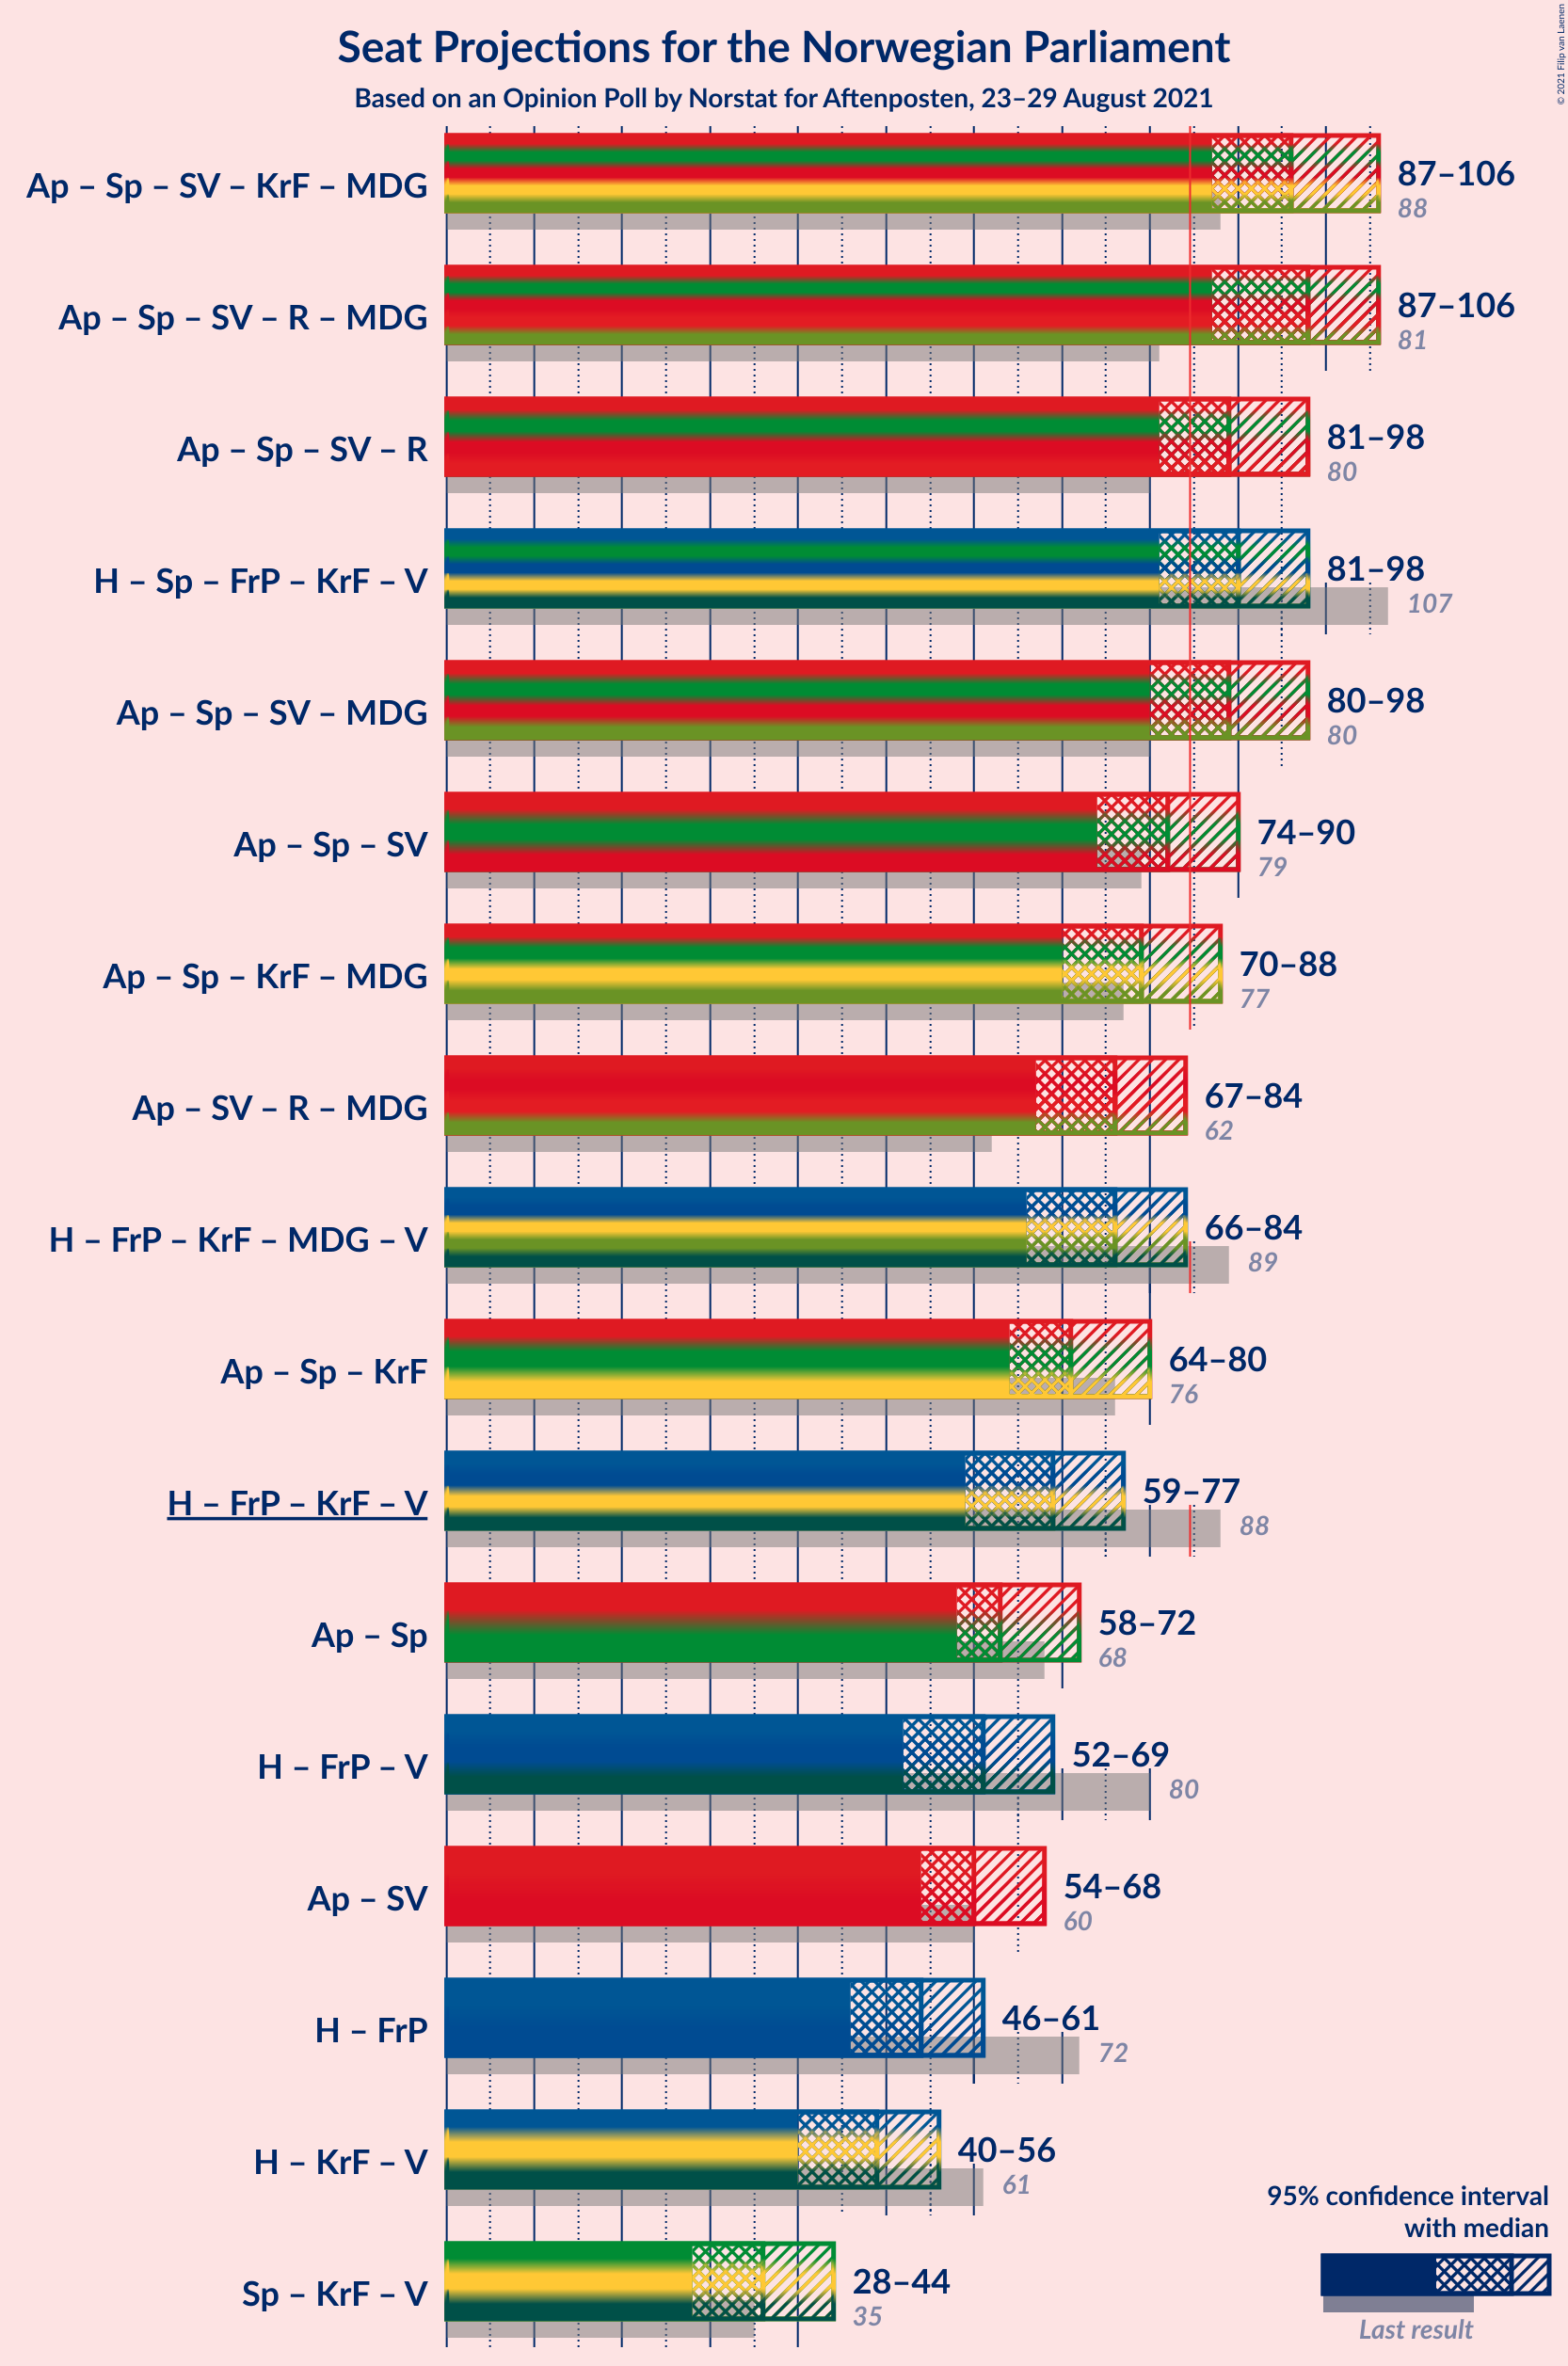 Seat Projections for the Norwegian Parliament
Based on an Opinion Poll by Norstat for Aftenposten, 23–29 August 2021
© 2021 Filip van Laenen
Ap – Sp – SV – KrF – MDG
87–106
88
Ap – Sp – SV – R – MDG
87–106
81
Ap – Sp – SV – R
81–98
80
H – Sp – FrP – KrF – V
81–98
107
Ap – Sp – SV – MDG
80–98
80
Ap – Sp – SV
74–90
79
Ap – Sp – KrF – MDG
70–88
77
Ap – SV – R – MDG
67–84
62
H – FrP – KrF – MDG – V
66–84
89
Ap – Sp – KrF
64–80
76
H – FrP – KrF – V
59–77
88
Ap – Sp
58–72
68
H – FrP – V
52–69
80
Ap – SV
54–68
60
H – FrP
46–61
72
H – KrF – V
40–56
61
Sp – KrF – V
28–44
35
95% confidence interval
with median
Last result